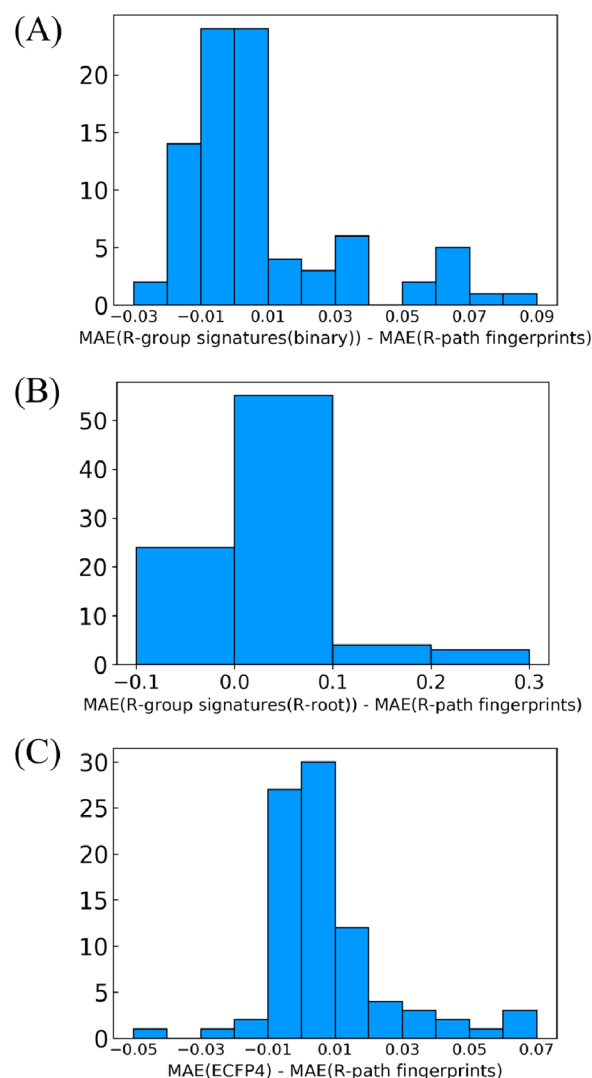 (A)
20
15
10
5
0
−0.03 −0.01 0.01 0.03 0.05 0.07 0.09
MAE(R-group signatures(binary)) - MAE(R-path fingerprints)
(B)
50
40
30
20
10
0
−0.1 0.0 0.1 0.2 0.3
MAE(R-group signatures(R-root)) - MAE(R-path fingerprints)
(C)
30
25
20
15
10
5
0
−0.05 −0.03 −0.01 0.01 0.03 0.05 0.07
MAE(ECFP4) - MAE(R-path fingerprints)